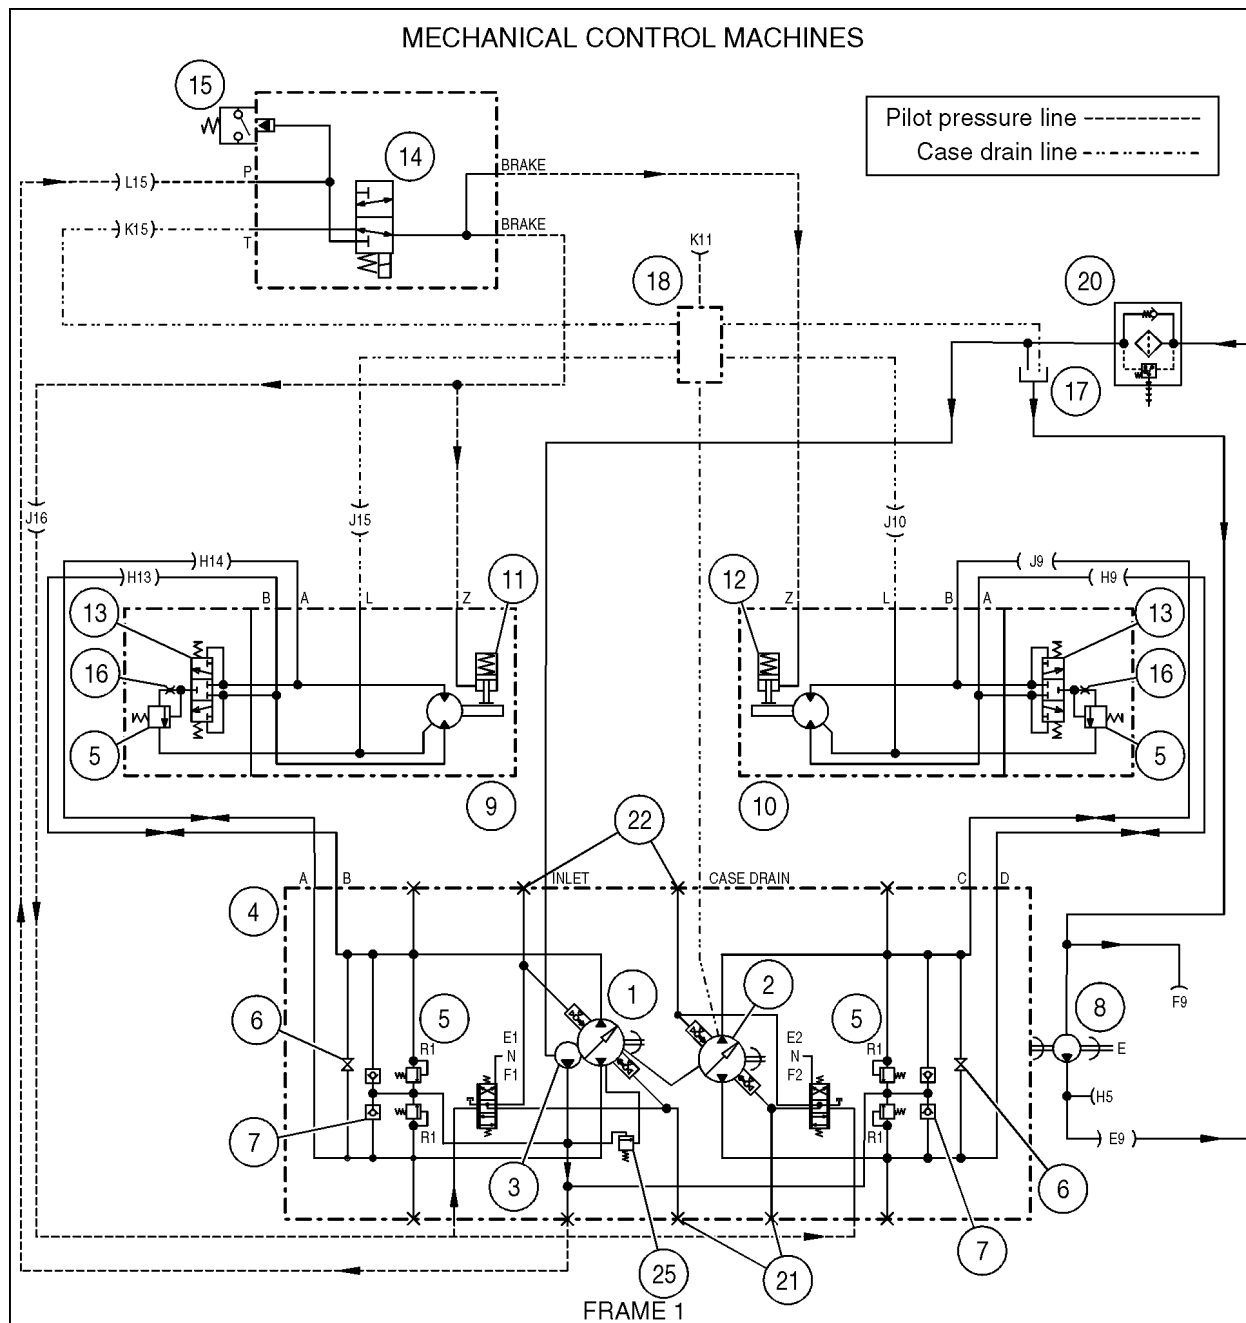 MECHANICAL CONTROL MACHINES
15
Pilot pressure line
Case drain line
14
BRAKE
P
L15
K15
T
BRAKE
K11
18
20
17
J16
J15
J10
H14
H13
J9
H9
11
12
B A L Z
Z L B A
13
13
16
16
5
5
9
10
22
A B INLET CASE DRAIN C D
4
1
2
6
5
5
8
F9
R1
E1
N
F1
E2
N
F2
R1
E
R1
R1
H5
E9
7
3
6
7
25
21
FRAME 1